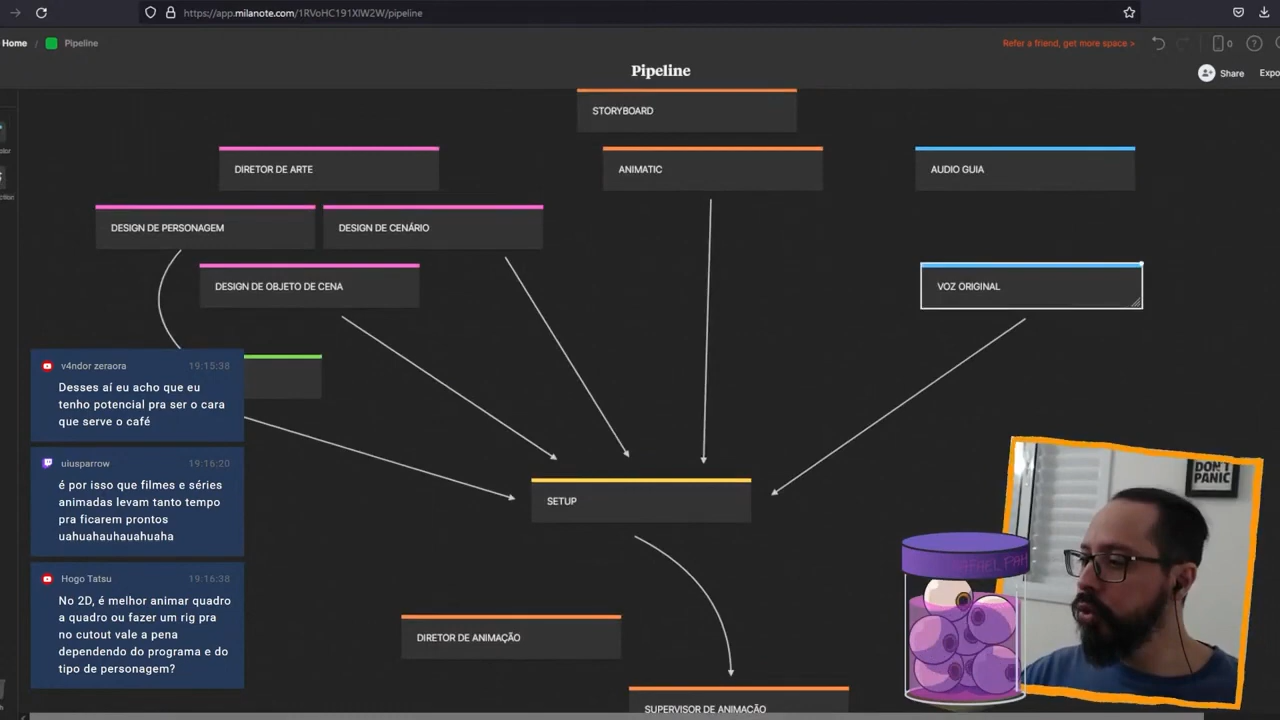 https://app.milanote.com/1RVoHC191XlW2W/pipeline
Home / Pipeline
Refer a friend, get more space >
0
?
Pipeline
Share
Expo
STORYBOARD
DIRETOR DE ARTE
ANIMATIC
AUDIO GUIA
DESIGN DE PERSONAGEM
DESIGN DE CENÁRIO
DESIGN DE OBJETO DE CENA
VOZ ORIGINAL
v4ndor zeraora 19:15:38
Desses aí eu acho que eu
tenho potencial pra ser o cara
que serve o café
uiusparrow 19:16:20
é por isso que filmes e séries
animadas levam tanto tempo
pra ficarem prontos
uahuahauhauahuaha
Hogo Tatsu 19:16:38
No 2D, é melhor animar quadro
a quadro ou fazer um rig pra
no cutout vale a pena
dependendo do programa e do
tipo de personagem?
SETUP
DIRETOR DE ANIMAÇÃO
SUPERVISOR DE ANIMAÇÃO
DON'T
PANIC